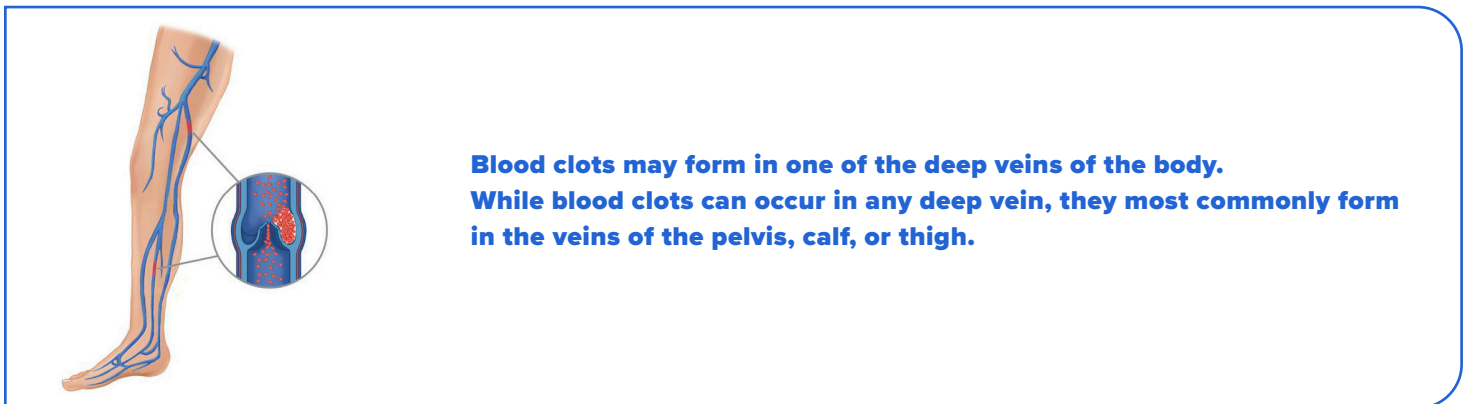 Blood clots may form in one of the deep veins of the body.
While blood clots can occur in any deep vein, they most commonly form
in the veins of the pelvis, calf, or thigh.